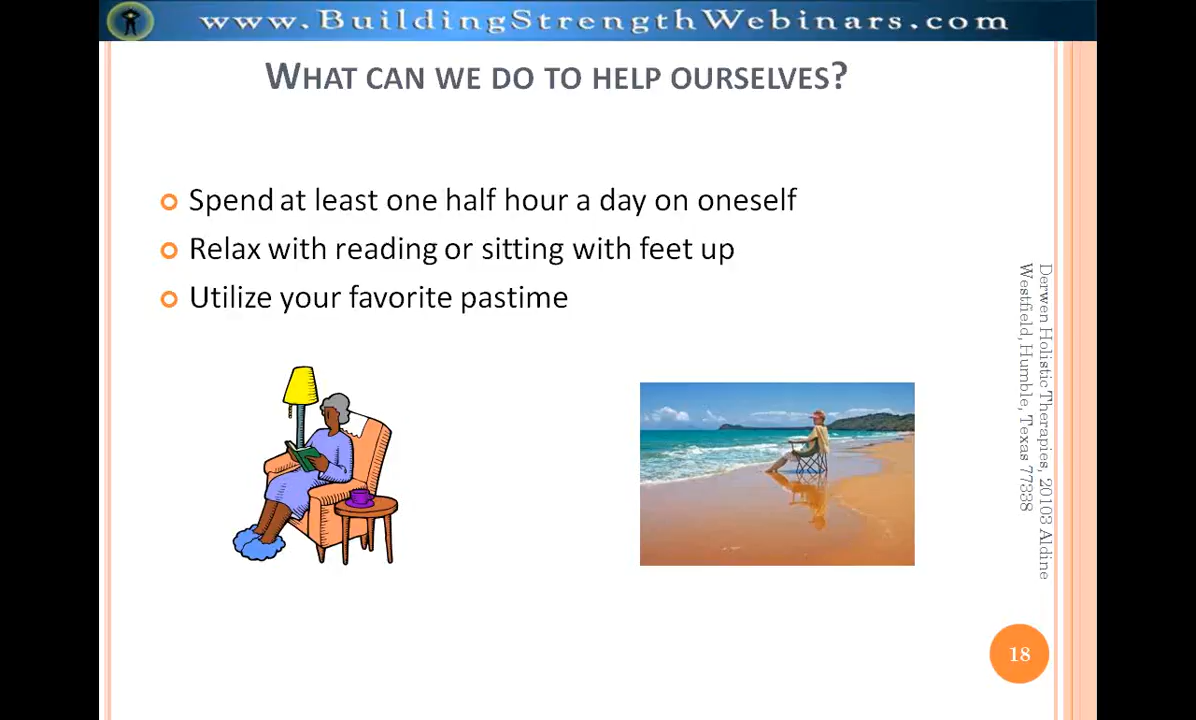 www.BuildingStrengthWebinars.com
WHAT CAN WE DO TO HELP OURSELVES?
Spend at least one half hour a day on oneself
Relax with reading or sitting with feet up
Utilize your favorite pastime
Derwen Holistic Therapies, 20103 Aldine
Westfield, Humble, Texas 77338
18